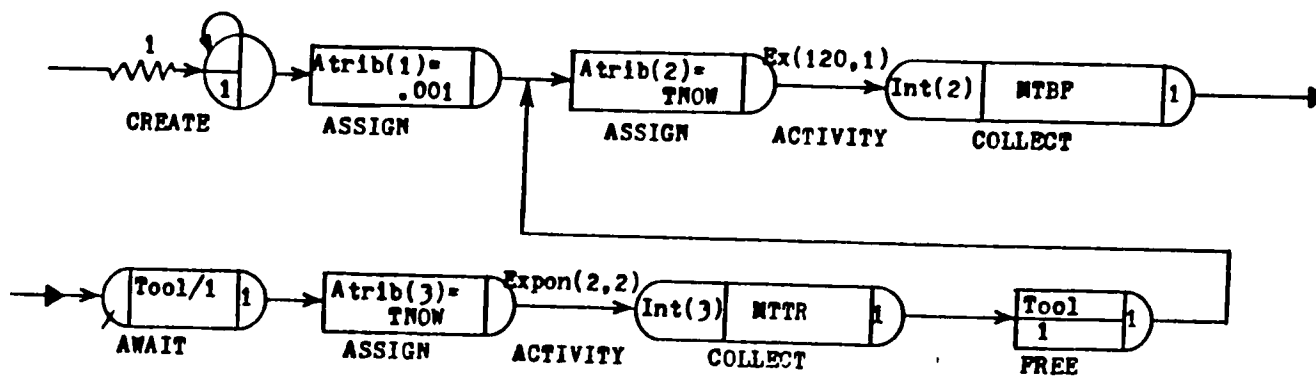 1
1
CREATE
Atrib(1)=
.001
ASSIGN
Atrib(2)=
TNOW
ASSIGN
Ex(120,1)
ACTIVITY
Int(2)
MTBF
1
COLLECT
Tool/1
1
AWAIT
Atrib(3)=
TNOW
ASSIGN
Expon(2,2)
ACTIVITY
Int(3)
MTTR
1
COLLECT
Tool
1
1
FREE